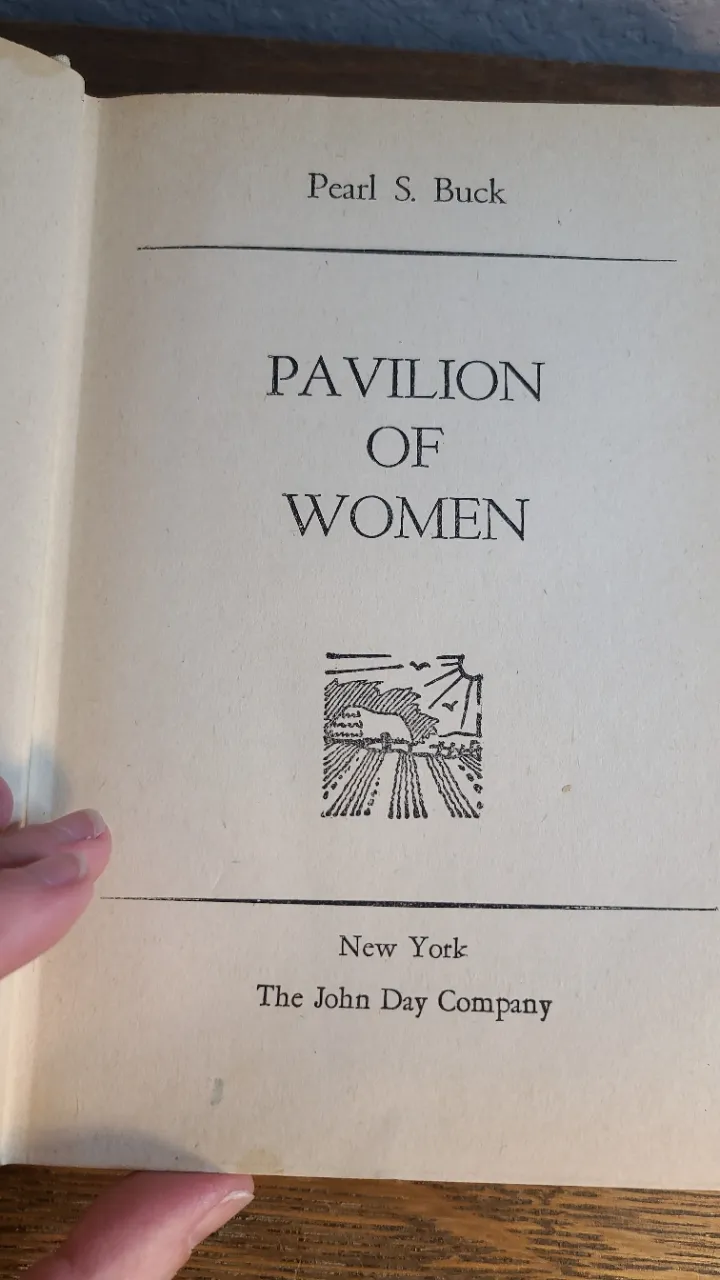 Pearl S. Buck
PAVILION
OF
WOMEN
New York
The John Day Company